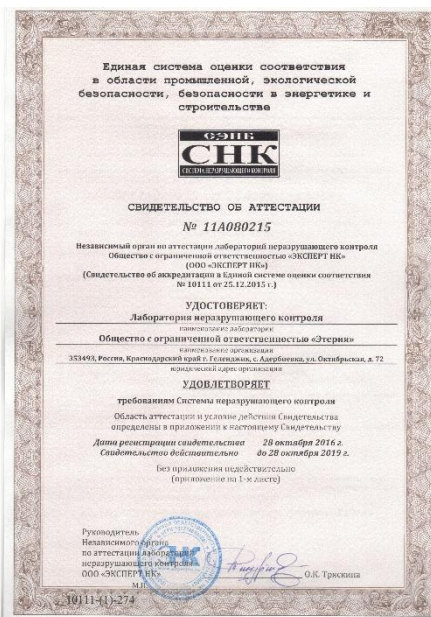 Единая система оценки соответствия
в области промышленной, экологической
безопасности, безопасности в энергетике и
строительстве
СЭПБ
СНК
СИСТЕМА НЕРАЗРУШАЮЩЕГО КОНТРОЛЯ
СВИДЕТЕЛЬСТВО ОБ АТТЕСТАЦИИ
№ 11А080215
Независимый орган по аттестации лабораторий неразрушающего контроля
Общество с ограниченной ответственностью «ЭКСПЕРТ НК»
(ООО «ЭКСПЕРТ НК»)
(Свидетельство об аккредитации в Единой системе оценки соответствия
№ 10111 от 25.12.2015 г.)
УДОСТОВЕРЯЕТ:
Лаборатория неразрушающего контроля
наименование лаборатории
Общество с ограниченной ответственностью «Этерия»
наименование организации
353493, Россия, Краснодарский край г. Геленджик, с. Адербиевка, ул. Октябрьская, д. 72
юридический адрес организации
УДОВЛЕТВОРЯЕТ
требованиям Системы неразрушающего контроля
Область аттестации и условие действия Свидетельства
определены в приложении к настоящему Свидетельству
Дата регистрации свидетельства 28 октября 2016 г.
Свидетельство действительно до 28 октября 2019 г.
Без приложения недействительно
(приложение на 1-м листе)
Руководитель
Независимого органа
по аттестации лабораторий
неразрушающего контроля
ООО «ЭКСПЕРТ НК»
О.К. Тряскина
М.П.
10111-(1)-274